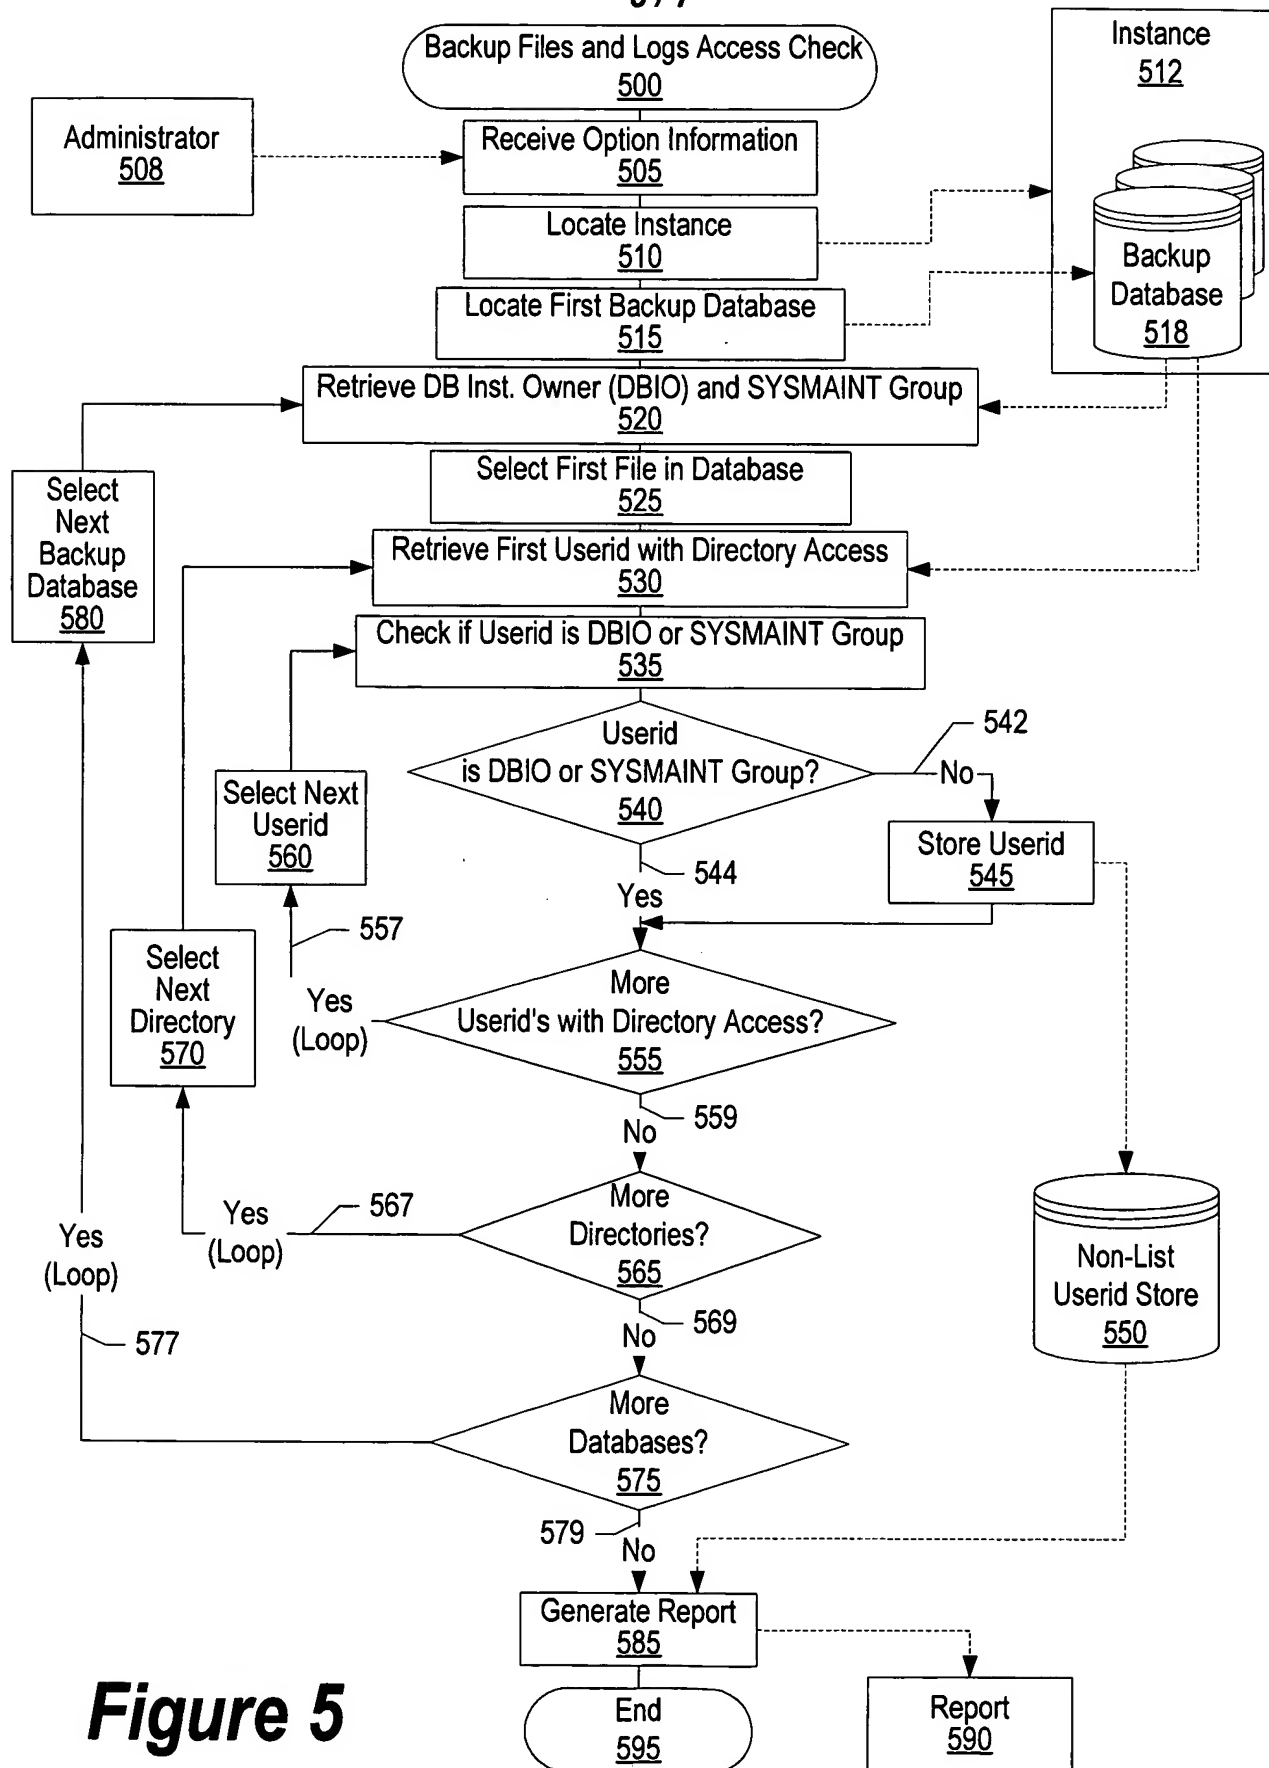 Backup Files and Logs Access Check
500
Instance
512
Administrator
508
Receive Option Information
505
Locate Instance
510
Locate First Backup Database
515
Backup
Database
518
Retrieve DB Inst. Owner (DBIO) and SYSMAINT Group
520
Select First File in Database
525
Select
Next
Backup
Database
580
Retrieve First Userid with Directory Access
530
Check if Userid is DBIO or SYSMAINT Group
535
Userid
is DBIO or SYSMAINT Group?
540
542
No
Select Next
Userid
560
544
Yes
Store Userid
545
557
Select
Next
Directory
570
Yes
(Loop)
More
Userid's with Directory Access?
555
559
No
567
Yes
(Loop)
More
Directories?
565
Yes
(Loop)
Non-List
Userid Store
550
569
No
577
More
Databases?
575
579
No
Generate Report
585
Figure 5
End
595
Report
590